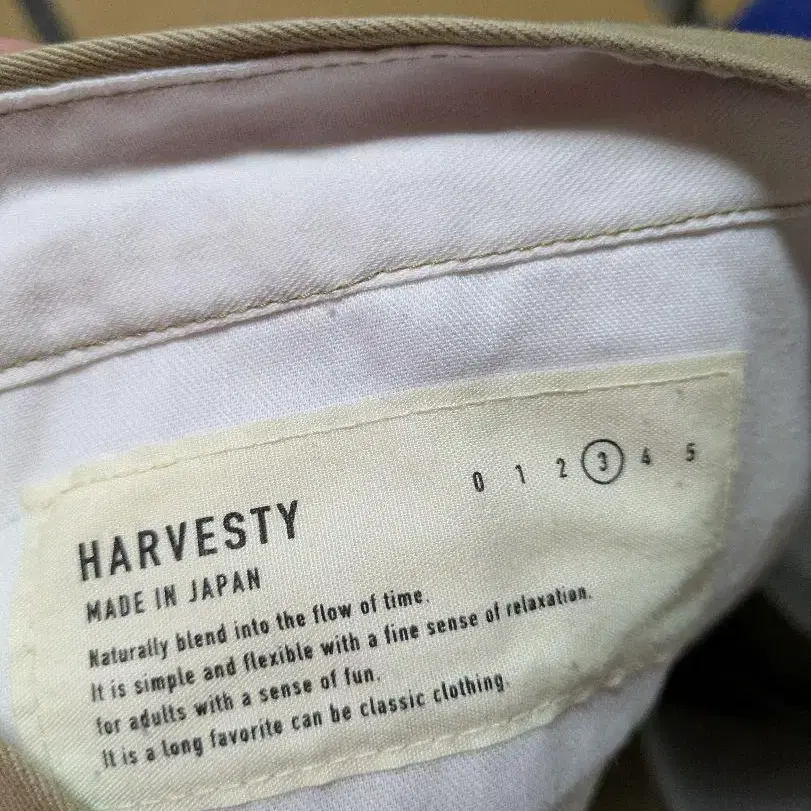 0 1 2 3 4 5
HARVESTY
MADE IN JAPAN
Naturally blend into the flow of time.
It is simple and flexible with a fine sense of relaxation.
for adults with a sense of fun.
It is a long favorite can be classic clothing.